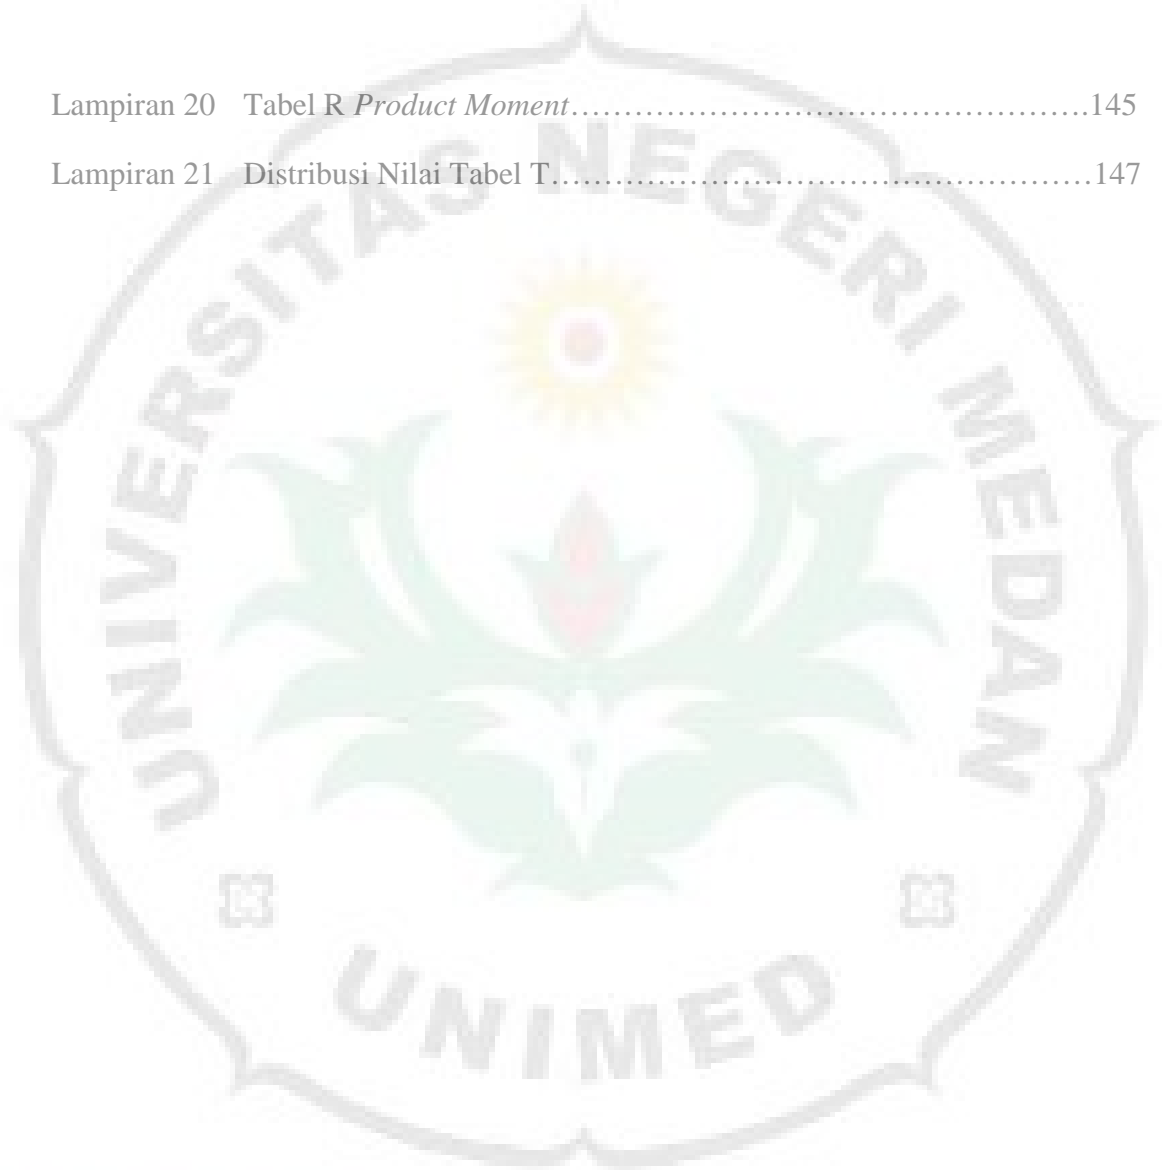 Lampiran 20 Tabel R Product Moment……………………………………….145
Lampiran 21 Distribusi Nilai Tabel T…………………………………………147
UNIVERSITAS NEGERI MEDAN
UNIMED